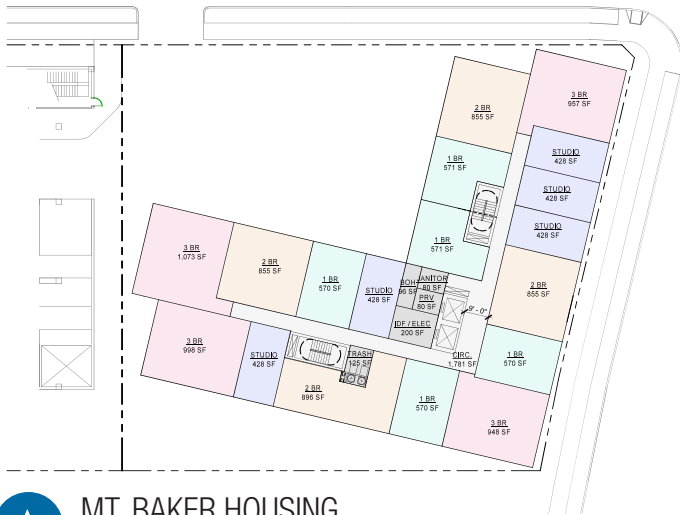 3 BR
957 SF
2 BR
855 SF
STUDIO
428 SF
1 BR
571 SF
STUDIO
428 SF
STUDIO
428 SF
1 BR
571 SF
3 BR
1,073 SF
2 BR
855 SF
1 BR
570 SF
STUDIO
428 SF
BOH
96 SF
JANITOR
80 SF
PRV
80 SF
IDF / ELEC
200 SF
2 BR
855 SF
9' - 0"
3 BR
998 SF
STUDIO
428 SF
TRASH
125 SF
CIRC.
1,781 SF
1 BR
570 SF
2 BR
896 SF
1 BR
570 SF
3 BR
948 SF
MT. BAKER HOUSING